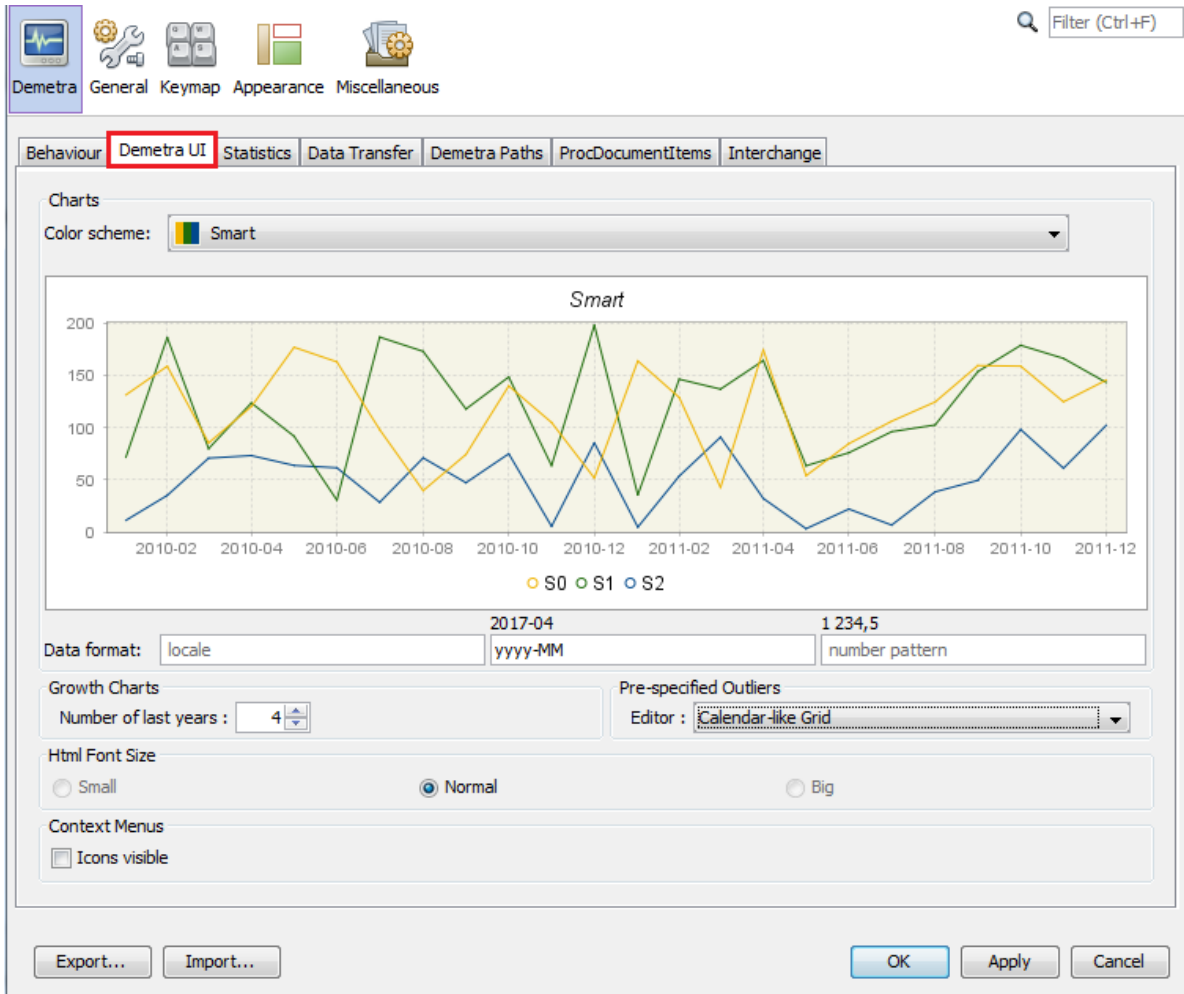 Filter (Ctrl+F)
Demetra General Keymap Appearance Miscellaneous
Behaviour Demetra UI Statistics Data Transfer Demetra Paths ProcDocumentItems Interchange
Charts
Color scheme: Smart
Smart
200
150
100
50
0
2010-02 2010-04 2010-06 2010-08 2010-10 2010-12 2011-02 2011-04 2011-06 2011-08 2011-10 2011-12
S0 S1 S2
2017-04 1 234,5
Data format: locale yyyy-MM number pattern
Growth Charts Pre-specified Outliers
Number of last years : 4 Editor : Calendar-like Grid
Html Font Size
Small Normal Big
Context Menus
Icons visible
Export... Import... OK Apply Cancel